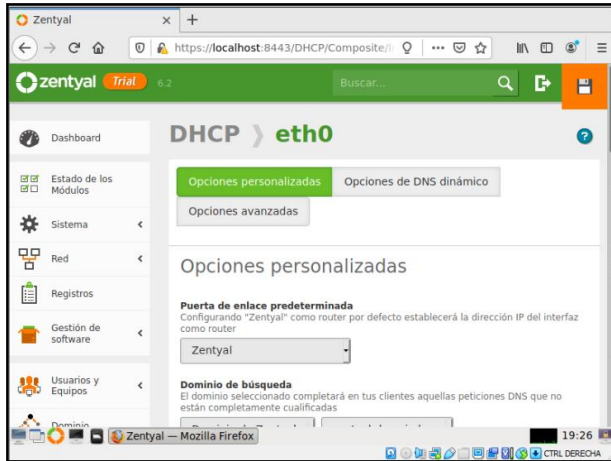 Zentyal
https://localhost:8443/DHCP/Composite/
zentyal Trial 6.2
Buscar...
Dashboard
Estado de los
Módulos
Sistema
Red
Registros
Gestión de
software
Usuarios y
Equipos
Dominio
DHCP eth0
Opciones personalizadas
Opciones de DNS dinámico
Opciones avanzadas
Opciones personalizadas
Puerta de enlace predeterminada
Configurando "Zentyal" como router por defecto establecerá la dirección IP del interfaz
como router
Zentyal
Dominio de búsqueda
El dominio seleccionado completará en tus clientes aquellas peticiones DNS que no
están completamente cualificadas
Zentyal — Mozilla Firefox
19:26
CTRL DERECHA